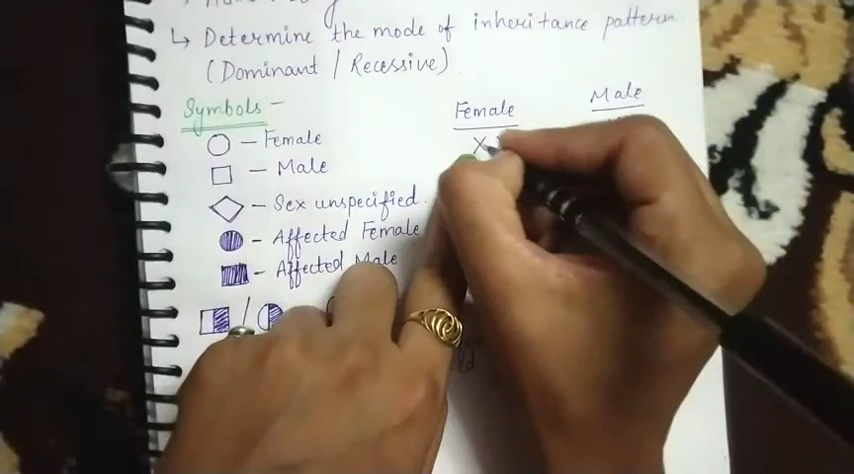 ↳ Determine the mode of inheritance pattern.
(Dominant / Recessive)
Symbols -
○ - Female
□ - Male
◇ - Sex unspecified.
- Affected Female
- Affected Male
/
Female
X
Male